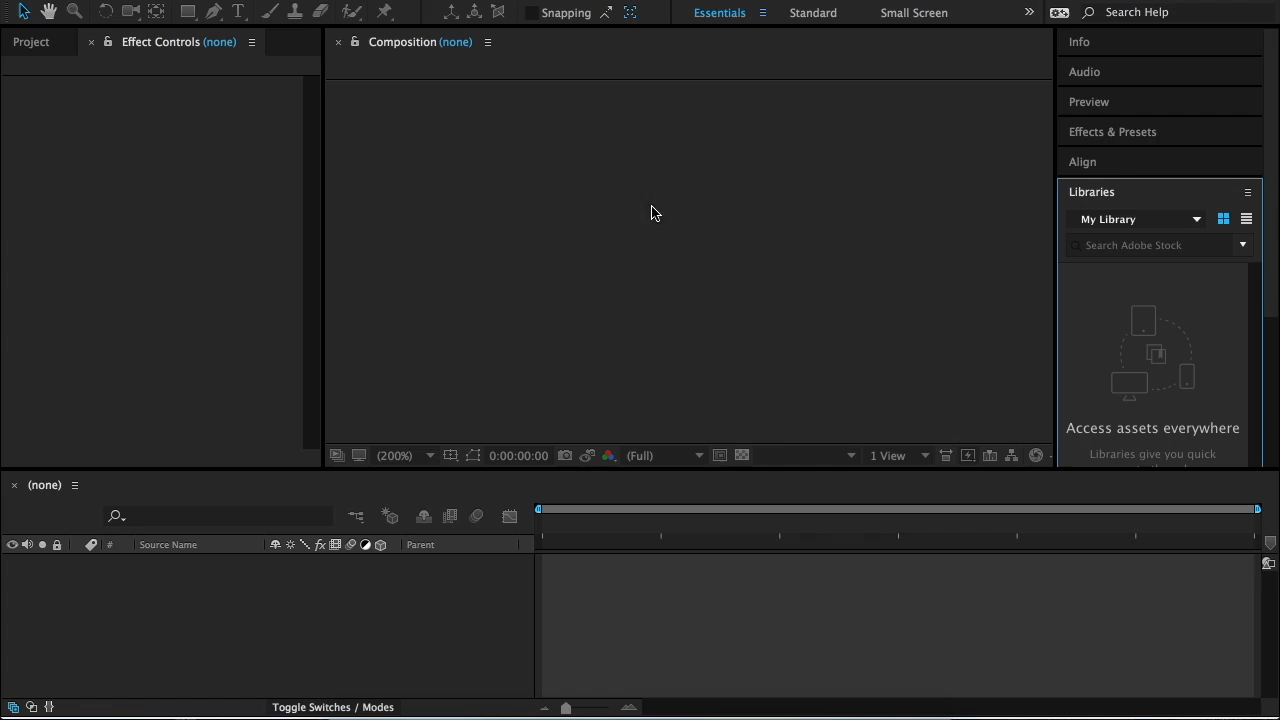 T Snapping Essentials Standard Small Screen » Search Help
Project × Effect Controls (none) × Composition (none) Info
Audio
Preview
Effects & Presets
Align
Libraries
My Library
Search Adobe Stock
Access assets everywhere
Libraries give you quick
(200%) 0:00:00:00 (Full) 1 View
× (none)
# Source Name fx Parent
Toggle Switches / Modes